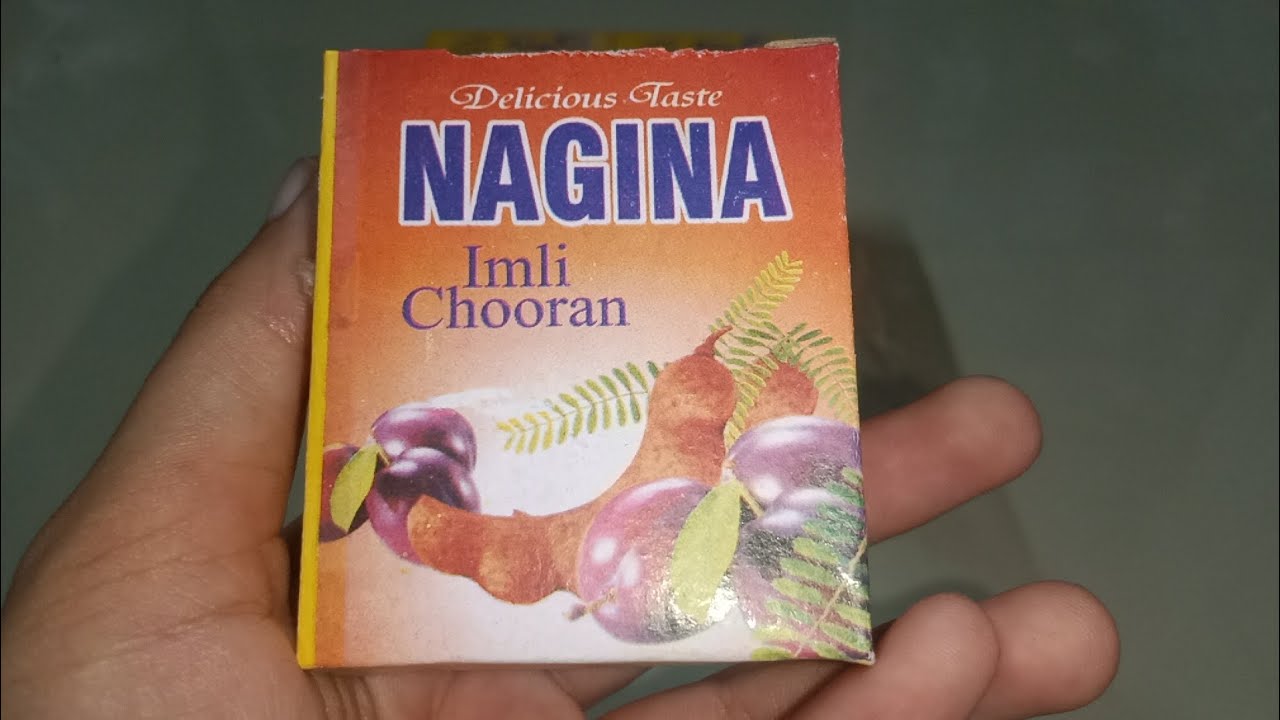 Delicious Taste
NAGINA
Imli
Chooran